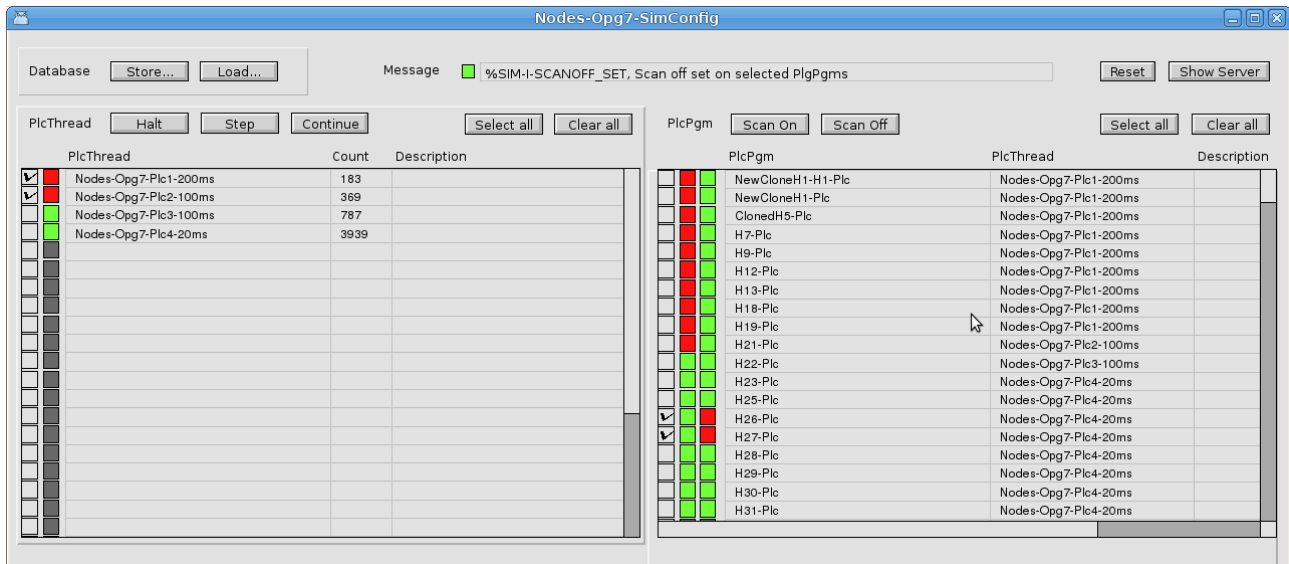 Nodes-Opg7-SimConfig
Database Store... Load... Message %SIM-I-SCANOFF_SET, Scan off set on selected PlgPgms Reset Show Server
PlcThread Halt Step Continue Select all Clear all
PlcThread Count Description
Nodes-Opg7-Plc1-200ms 183
Nodes-Opg7-Plc2-100ms 369
Nodes-Opg7-Plc3-100ms 787
Nodes-Opg7-Plc4-20ms 3939
PlcPgm Scan On Scan Off Select all Clear all
PlcPgm PlcThread Description
NewCloneH1-H1-Plc Nodes-Opg7-Plc1-200ms
NewCloneH1-Plc Nodes-Opg7-Plc1-200ms
ClonedH5-Plc Nodes-Opg7-Plc1-200ms
H7-Plc Nodes-Opg7-Plc1-200ms
H9-Plc Nodes-Opg7-Plc1-200ms
H12-Plc Nodes-Opg7-Plc1-200ms
H13-Plc Nodes-Opg7-Plc1-200ms
H18-Plc Nodes-Opg7-Plc1-200ms
H19-Plc Nodes-Opg7-Plc1-200ms
H21-Plc Nodes-Opg7-Plc2-100ms
H22-Plc Nodes-Opg7-Plc3-100ms
H23-Plc Nodes-Opg7-Plc4-20ms
H25-Plc Nodes-Opg7-Plc4-20ms
H26-Plc Nodes-Opg7-Plc4-20ms
H27-Plc Nodes-Opg7-Plc4-20ms
H28-Plc Nodes-Opg7-Plc4-20ms
H29-Plc Nodes-Opg7-Plc4-20ms
H30-Plc Nodes-Opg7-Plc4-20ms
H31-Plc Nodes-Opg7-Plc4-20ms